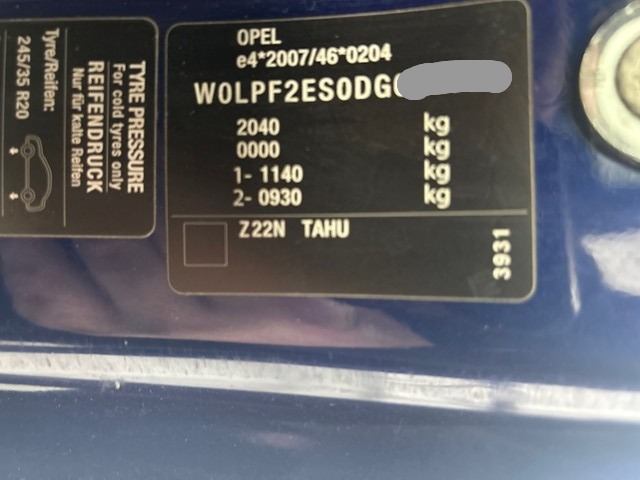 OPEL
e4*2007/46*0204
W0LPF2ES0DG
2040 kg
0000 kg
1- 1140 kg
2- 0930 kg
Z22N TAHU
3931
TYRE PRESSURE
For cold tyres only
REIFENDRUCK
Nur für kalte Reifen
Tyre/Reifen:
245/35 R20